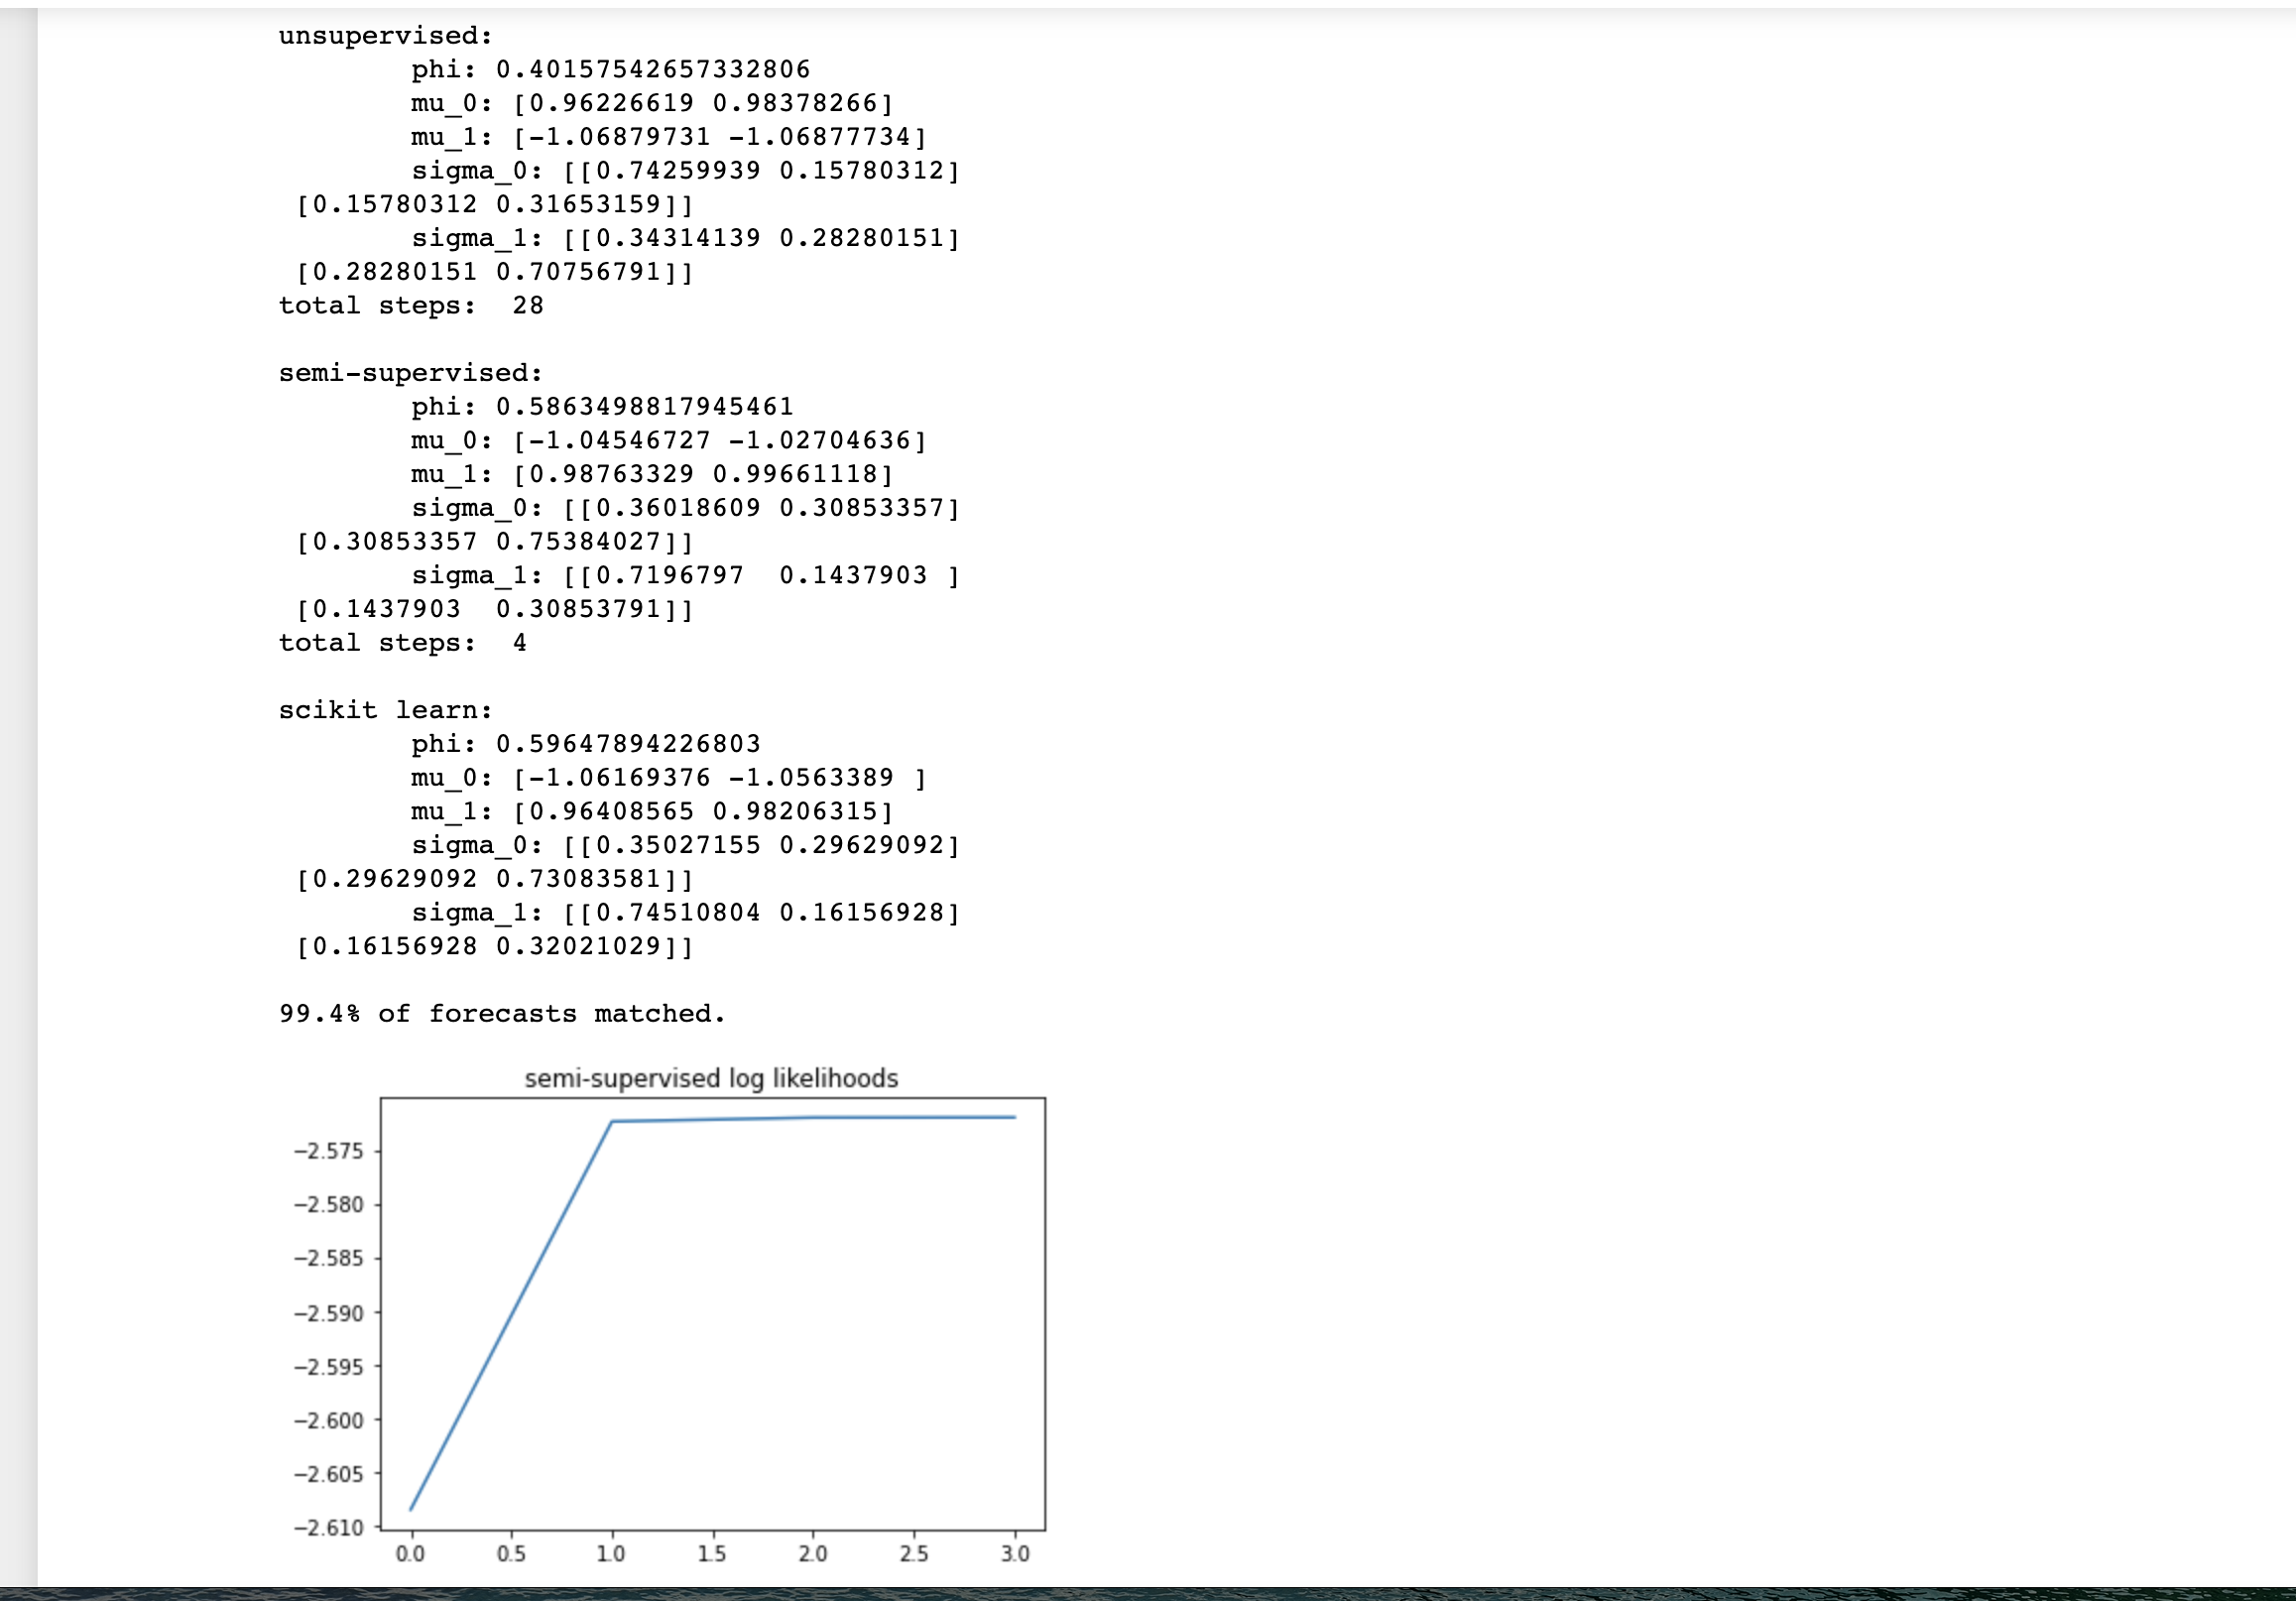 unsupervised:
phi: 0.40157542657332806
mu_0: [0.96226619 0.98378266]
mu_1: [-1.06879731 -1.06877734]
sigma_0: [[0.74259939 0.15780312]
[0.15780312 0.31653159]]
sigma_1: [[0.34314139 0.28280151]
[0.28280151 0.70756791]]
total steps:  28
semi-supervised:
phi: 0.5863498817945461
mu_0: [-1.04546727 -1.02704636]
mu_1: [0.98763329 0.99661118]
sigma_0: [[0.36018609 0.30853357]
[0.30853357 0.75384027]]
sigma_1: [[0.7196797  0.1437903 ]
[0.1437903  0.30853791]]
total steps:  4
scikit learn:
phi: 0.59647894226803
mu_0: [-1.06169376 -1.0563389 ]
mu_1: [0.96408565 0.98206315]
sigma_0: [[0.35027155 0.29629092]
[0.29629092 0.73083581]]
sigma_1: [[0.74510804 0.16156928]
[0.16156928 0.32021029]]
99.4% of forecasts matched.
semi-supervised log likelihoods
−2.575
−2.580
−2.585
−2.590
−2.595
−2.600
−2.605
−2.610
0.0 0.5 1.0 1.5 2.0 2.5 3.0